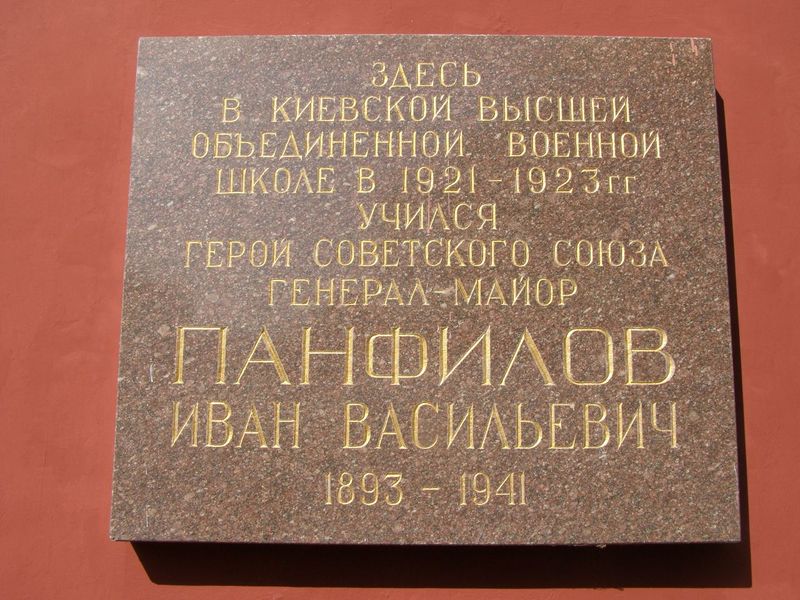 ЗДЕСЬ
В КИЕВСКОЙ ВЫСШЕЙ
ОБЪЕДИНЕННОЙ ВОЕННОЙ
ШКОЛЕ В 1921-1923гг
УЧИЛСЯ
ГЕРОЙ СОВЕТСКОГО СОЮЗА
ГЕНЕРАЛ-МАЙОР
ПАНФИЛОВ
ИВАН ВАСИЛЬЕВИЧ
1893 - 1941